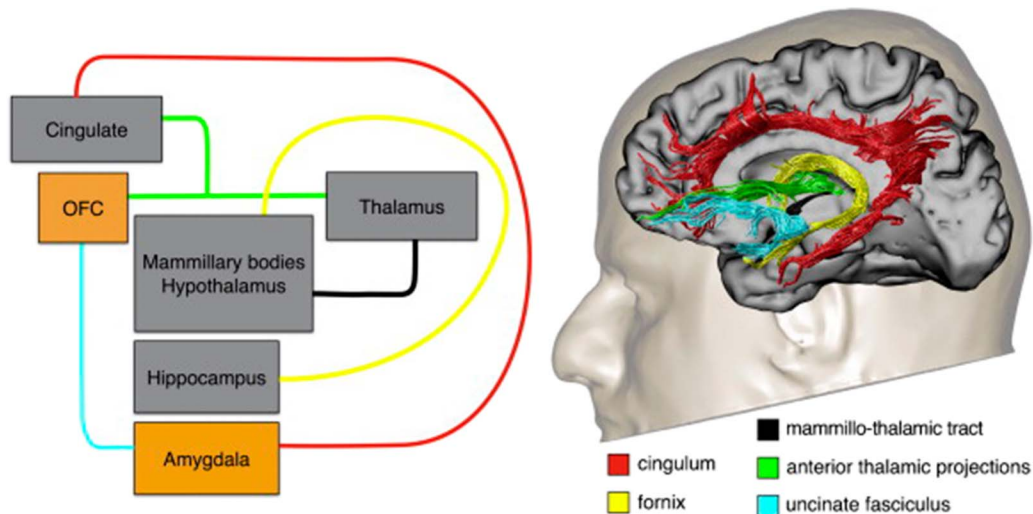 Cingulate
OFC
Thalamus
Mammillary bodies
Hypothalamus
Hippocampus
Amygdala
mammillo-thalamic tract
cingulum
anterior thalamic projections
fornix
uncinate fasciculus